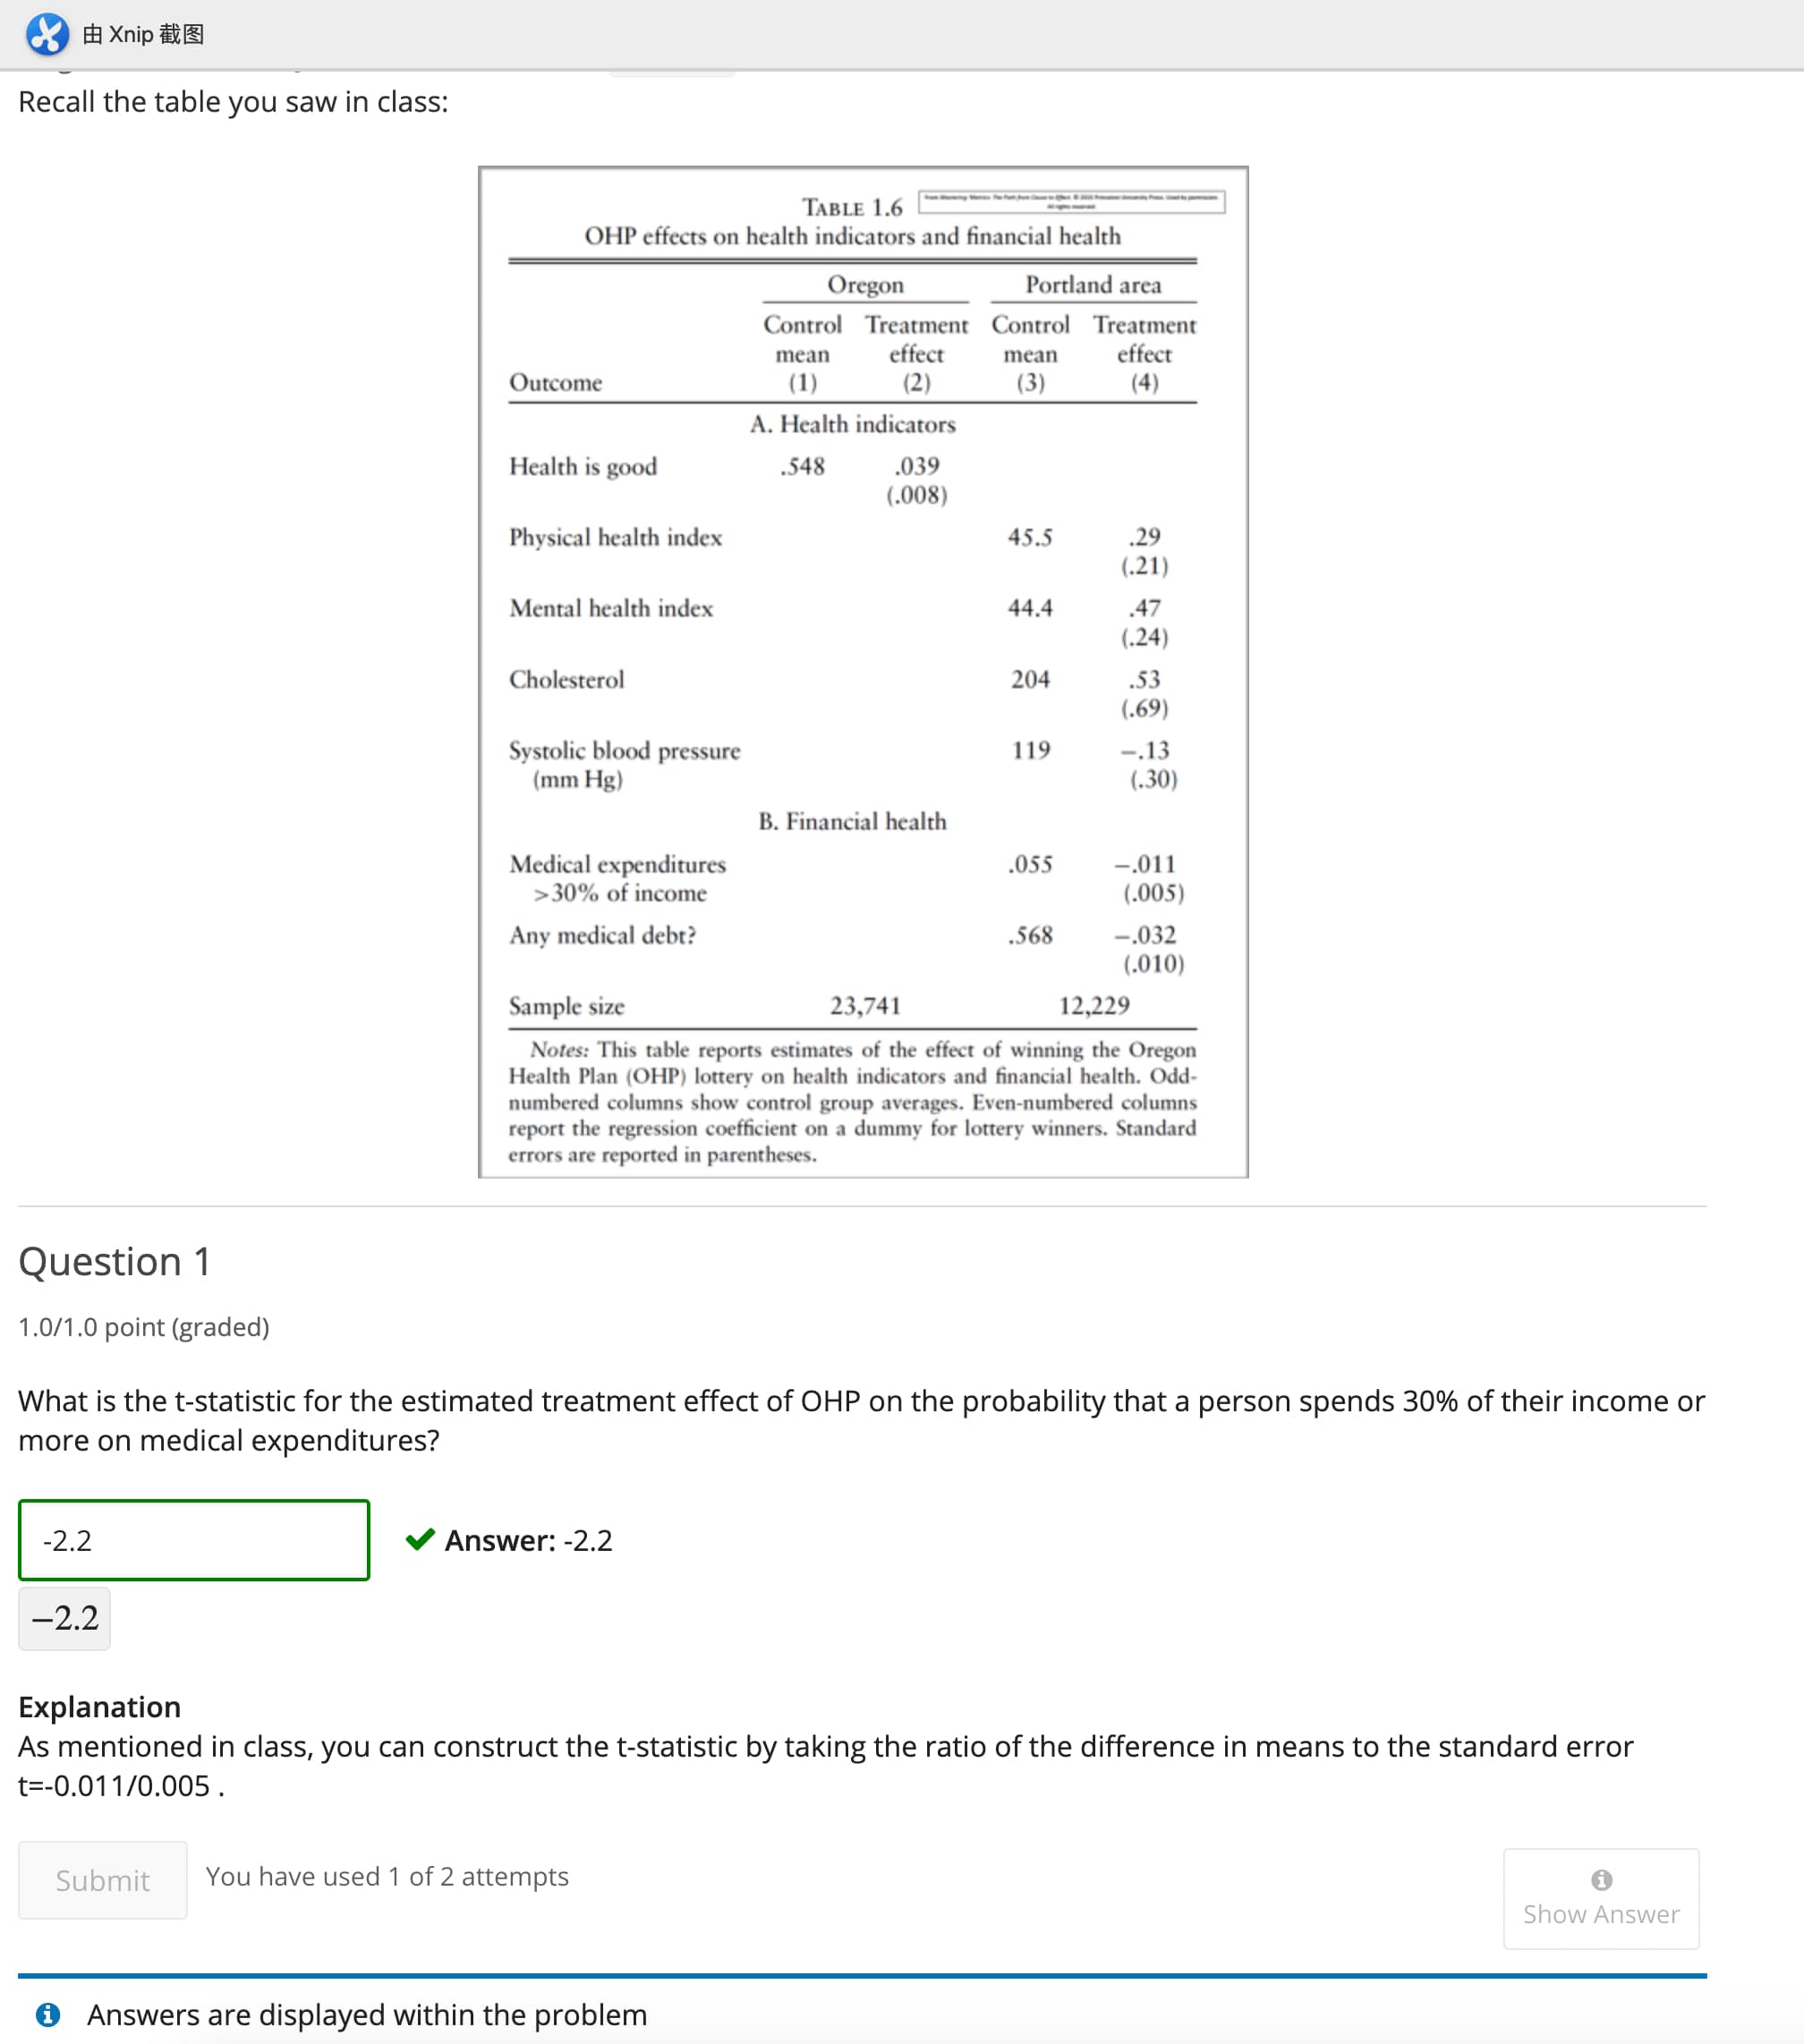 由 Xnip 截图
Recall the table you saw in class:
TABLE 1.6
OHP effects on health indicators and financial health
Oregon Portland area
Control Treatment Control Treatment
mean effect mean effect
Outcome (1) (2) (3) (4)
A. Health indicators
Health is good .548 .039
(.008)
Physical health index 45.5 .29
(.21)
Mental health index 44.4 .47
(.24)
Cholesterol 204 .53
(.69)
Systolic blood pressure 119 −.13
(mm Hg) (.30)
B. Financial health
Medical expenditures .055 −.011
>30% of income (.005)
Any medical debt? .568 −.032
(.010)
Sample size 23,741 12,229
Notes: This table reports estimates of the effect of winning the Oregon
Health Plan (OHP) lottery on health indicators and financial health. Odd-
numbered columns show control group averages. Even-numbered columns
report the regression coefficient on a dummy for lottery winners. Standard
errors are reported in parentheses.
Question 1
1.0/1.0 point (graded)
What is the t-statistic for the estimated treatment effect of OHP on the probability that a person spends 30% of their income or
more on medical expenditures?
-2.2 Answer: -2.2
−2.2
Explanation
As mentioned in class, you can construct the t-statistic by taking the ratio of the difference in means to the standard error
t=-0.011/0.005 .
Submit You have used 1 of 2 attempts
Show Answer
Answers are displayed within the problem